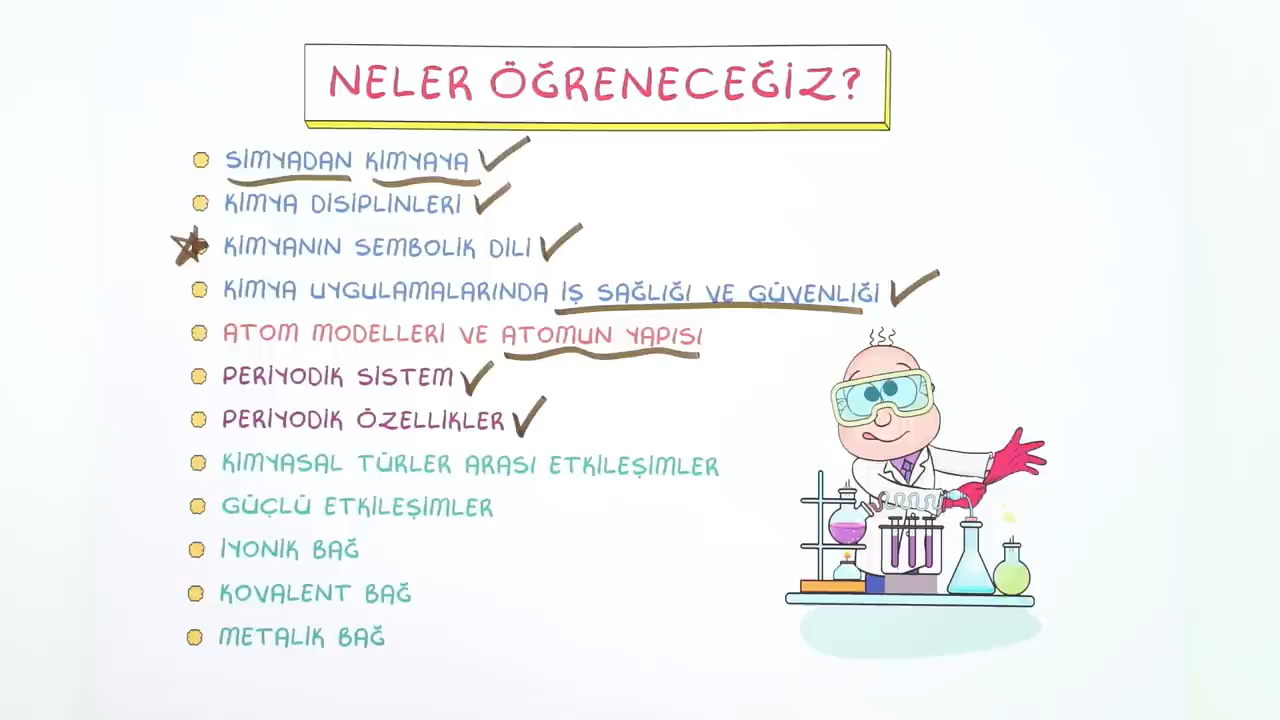 NELER ÖĞRENECEĞİZ?
SİMYADAN KİMYAYA
KİMYA DİSİPLİNLERİ
KİMYANIN SEMBOLİK DİLİ
KİMYA UYGULAMALARINDA İŞ SAĞLIĞI VE GÜVENLİĞİ
ATOM MODELLERİ VE ATOMUN YAPISI
PERİYODİK SİSTEM
PERİYODİK ÖZELLİKLER
KİMYASAL TÜRLER ARASI ETKİLEŞİMLER
GÜÇLÜ ETKİLEŞİMLER
İYONİK BAĞ
KOVALENT BAĞ
METALİK BAĞ